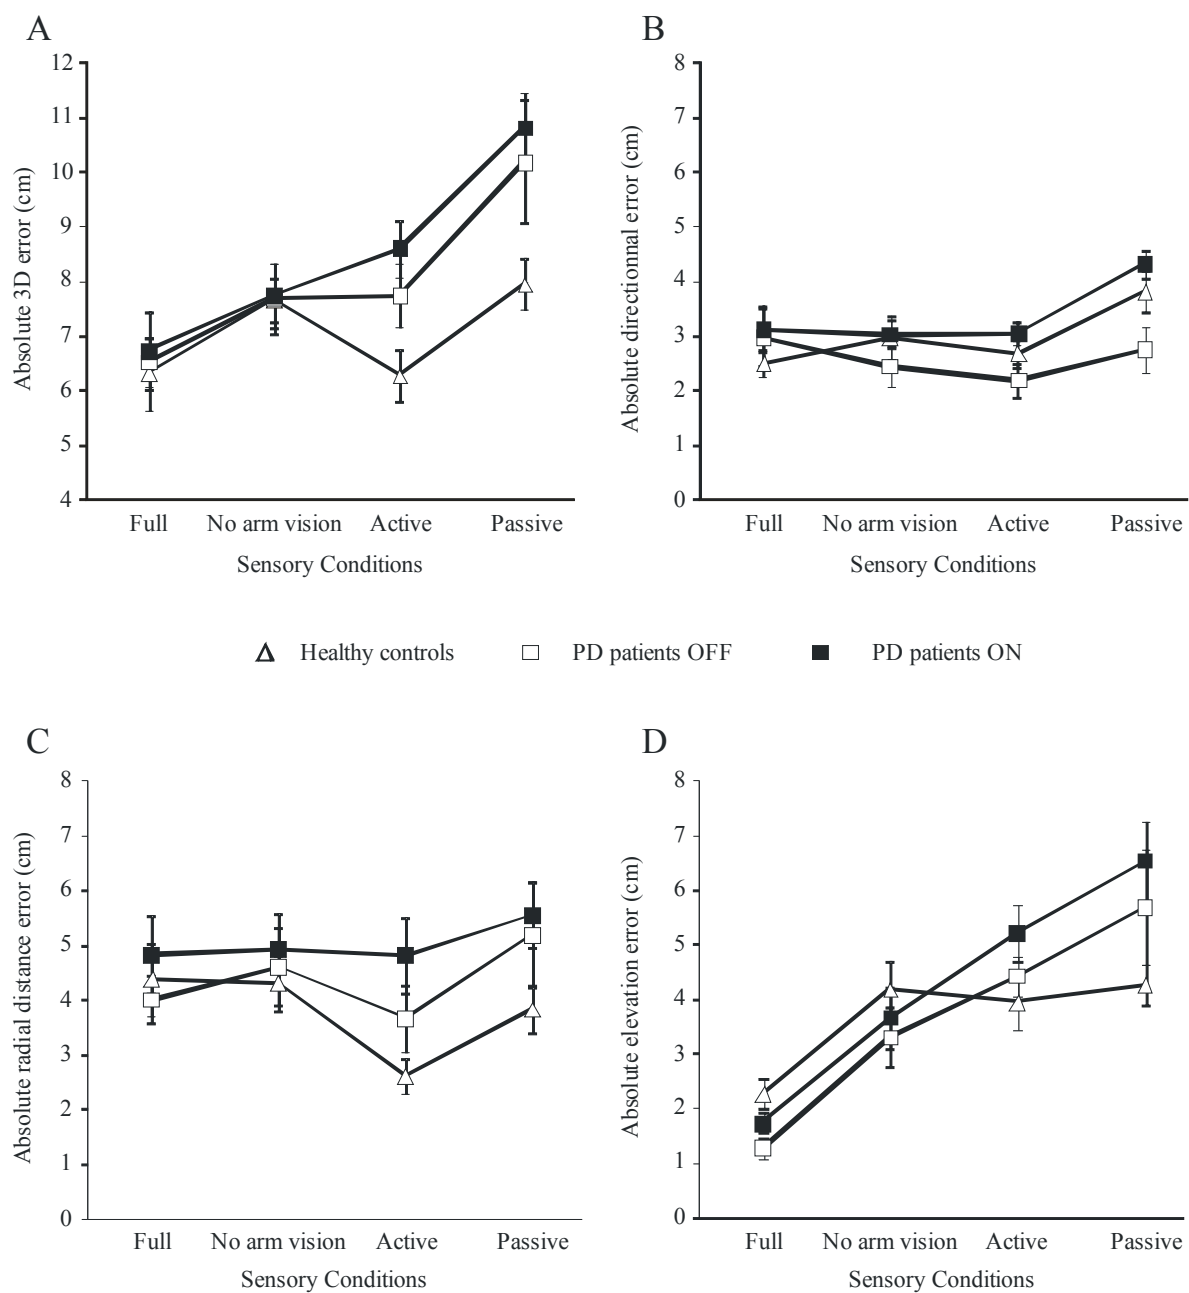 A
12
11
10
9
8
7
6
5
4
Absolute 3D error (cm)
Full
No arm vision
Active
Passive
Sensory Conditions
B
8
7
6
5
4
3
2
1
0
Absolute directionnal error (cm)
Full
No arm vision
Active
Passive
Sensory Conditions
Healthy controls
PD patients OFF
PD patients ON
C
8
7
6
5
4
3
2
1
0
Absolute radial distance error (cm)
Full
No arm vision
Active
Passive
Sensory Conditions
D
8
7
6
5
4
3
2
1
0
Absolute elevation error (cm)
Full
No arm vision
Active
Passive
Sensory Conditions